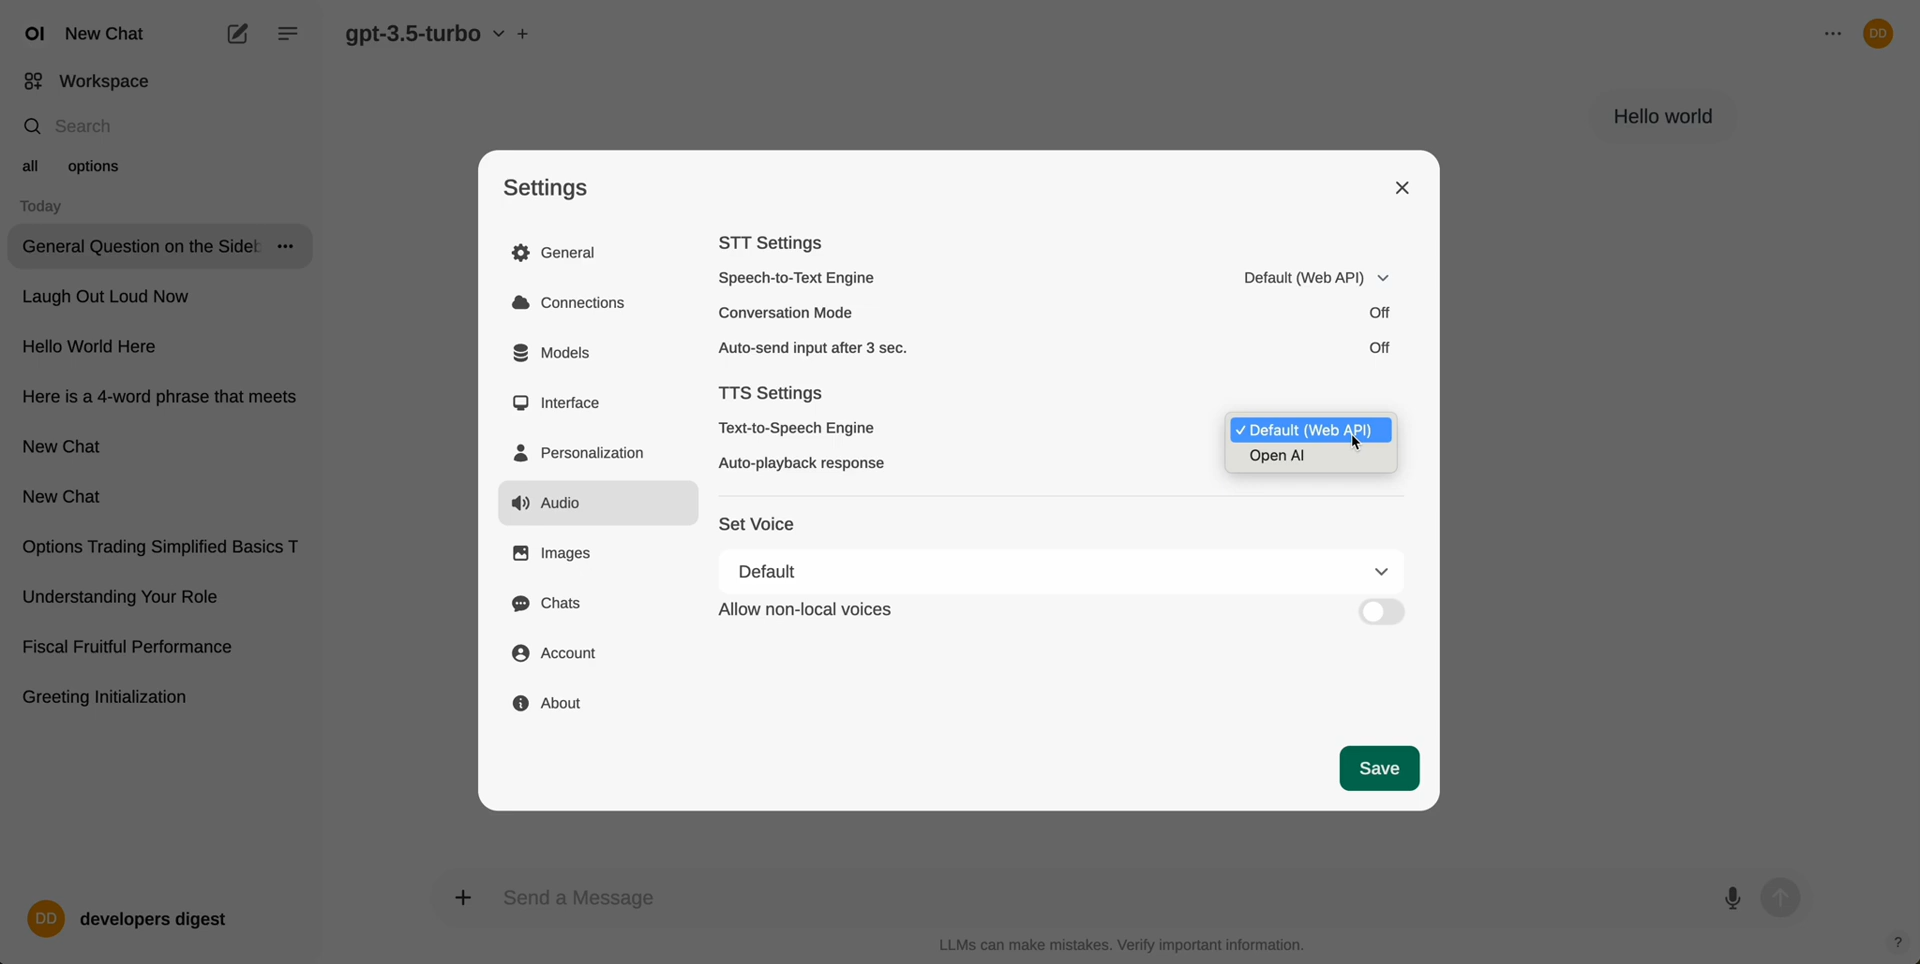 OI New Chat
gpt-3.5-turbo
DD
Workspace
Search
all options
Today
General Question on the Sideb
Laugh Out Loud Now
Hello World Here
Here is a 4-word phrase that meets
New Chat
New Chat
Options Trading Simplified Basics T
Understanding Your Role
Fiscal Fruitful Performance
Greeting Initialization
DD developers digest
Hello world
Settings
General
Connections
Models
Interface
Personalization
Audio
Images
Chats
Account
About
STT Settings
Speech-to-Text Engine Default (Web API)
Conversation Mode Off
Auto-send input after 3 sec. Off
TTS Settings
Text-to-Speech Engine ✓ Default (Web API)
Open AI
Auto-playback response
Set Voice
Default
Allow non-local voices
Save
Send a Message
LLMs can make mistakes. Verify important information.
?